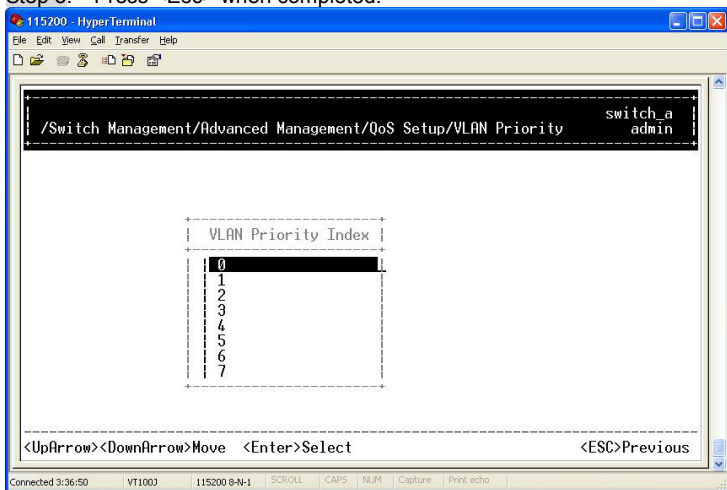 Step 3. Press <Esc> when completed.
115200 - HyperTerminal
File Edit View Call Transfer Help
switch_a
/Switch Management/Advanced Management/QoS Setup/VLAN Priority admin
VLAN Priority Index
0
1
2
3
4
5
6
7
<UpArrow><DownArrow>Move <Enter>Select <ESC>Previous
Connected 3:36:50 VT100J 115200 8-N-1 SCROLL CAPS NUM Capture Print echo